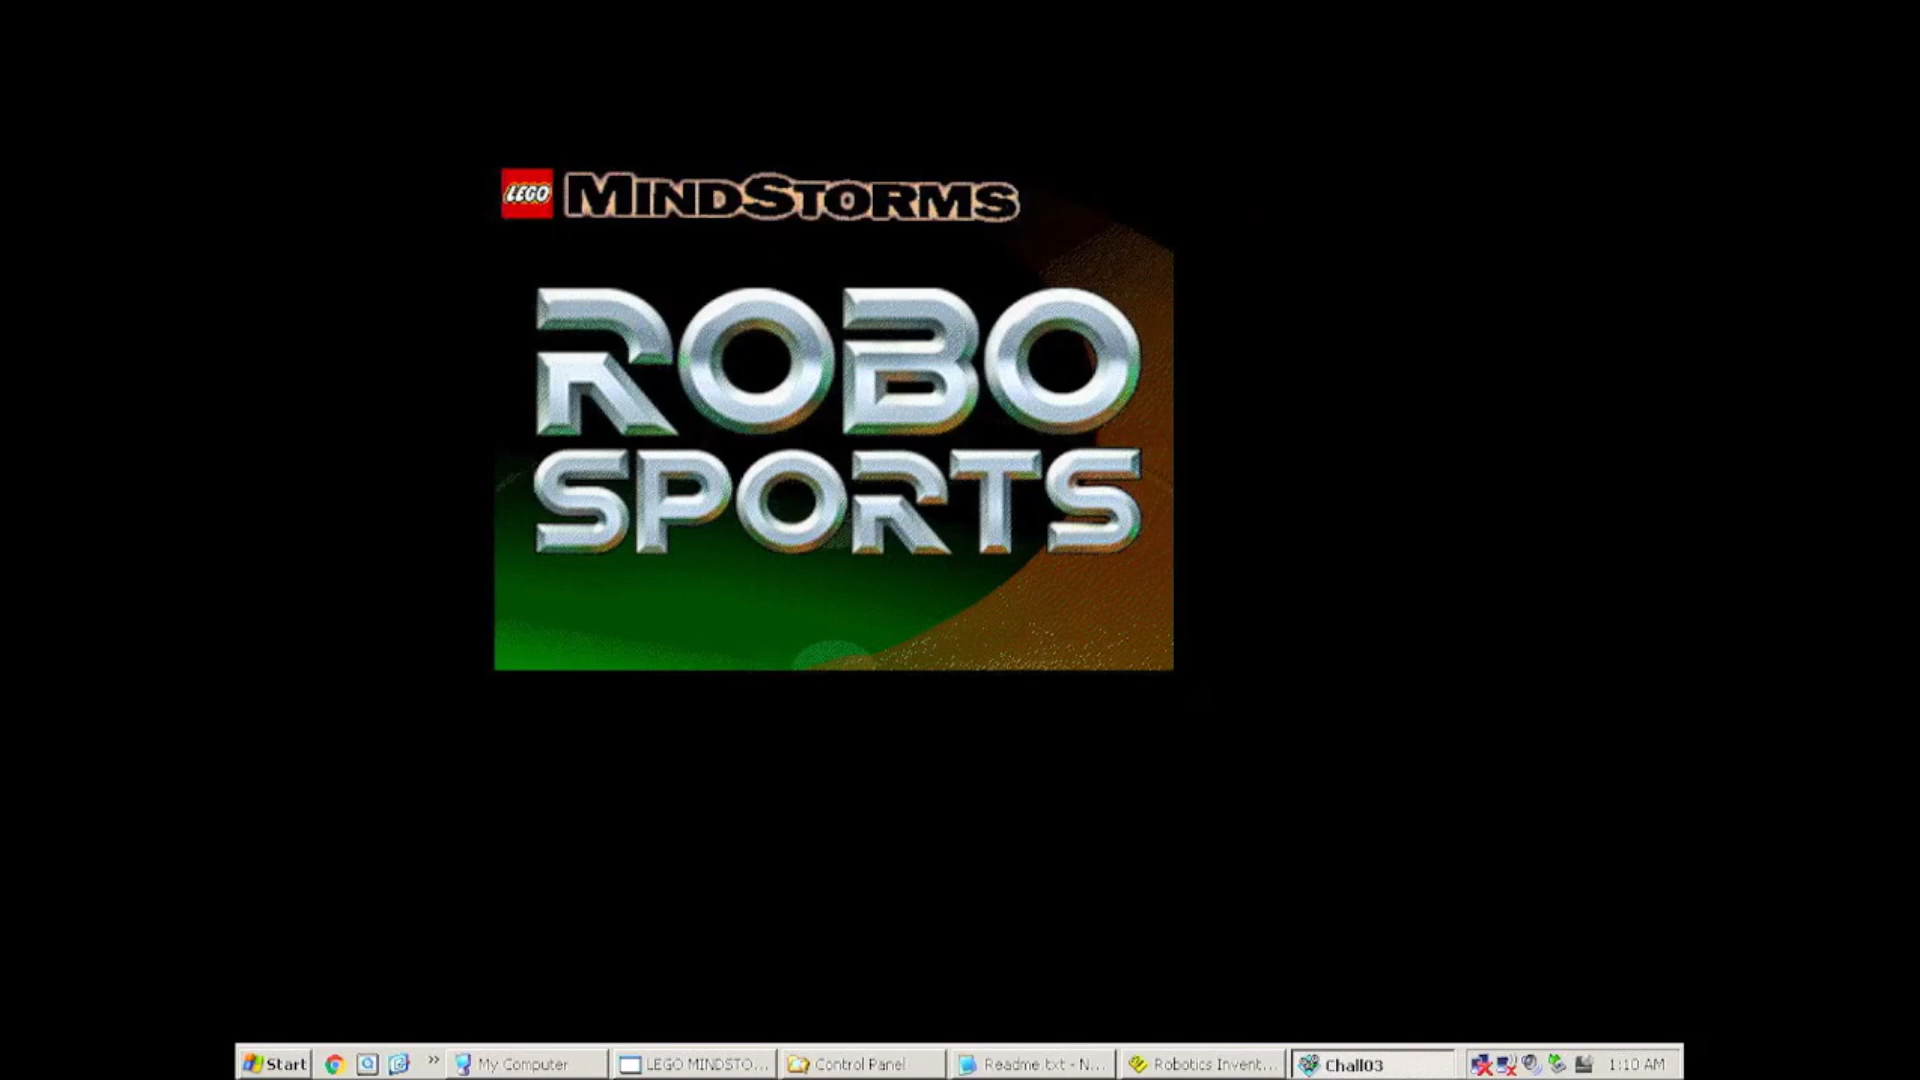 LEGO MINDSTORMS
ROBO
SPORTS
Start » My Computer LEGO MINDSTO... Control Panel Readme.txt - N... Robotics Invent... Chall03 1:10 AM